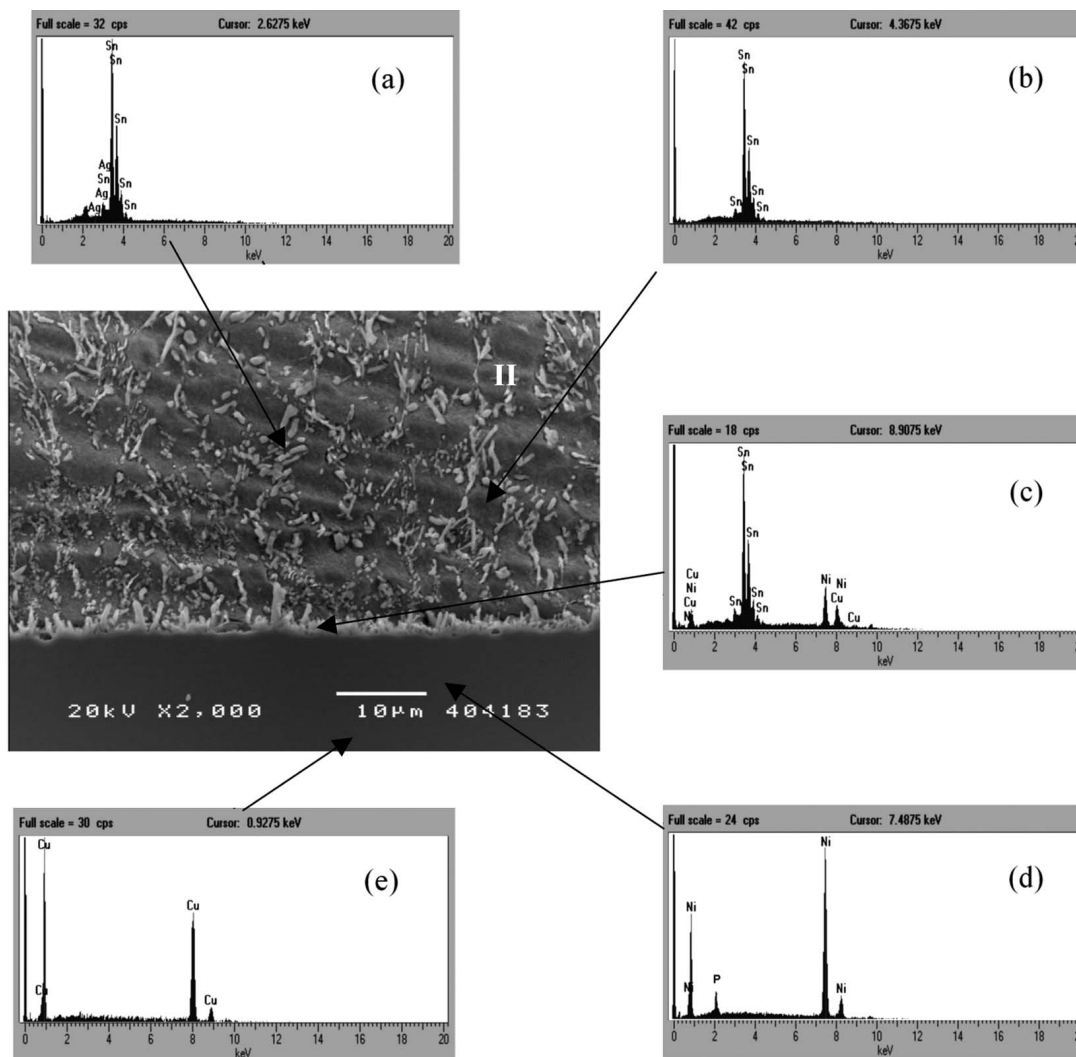 Full scale = 32 cps Cursor: 2.6275 keV
Sn
Sn
(a)
Sn
Ag
Sn
Ag
Sn
Ag
Sn
0 2 4 6 8 10 12 14 16 18 20
keV
Full scale = 42 cps Cursor: 4.3675 keV
Sn
Sn
(b)
Sn
Sn
Sn
Sn
0 2 4 6 8 10 12 14 16 18 2
keV
II
Full scale = 18 cps Cursor: 8.9075 keV
Sn
Sn
(c)
Sn
Cu
Ni
Cu
Ni
Ni
Cu
Sn
Sn
Sn
Cu
0 2 4 6 8 10 12 14 16 18 2
keV
20kV X2,000 10µm 404183
Full scale = 30 cps Cursor: 0.9275 keV
Cu
(e)
Cu
Cu
Cu
0 2 4 6 8 10 12 14 16 18 20
keV
Full scale = 24 cps Cursor: 7.4875 keV
Ni
(d)
Ni
Ni
P
Ni
0 2 4 6 8 10 12 14 16 18 2
keV